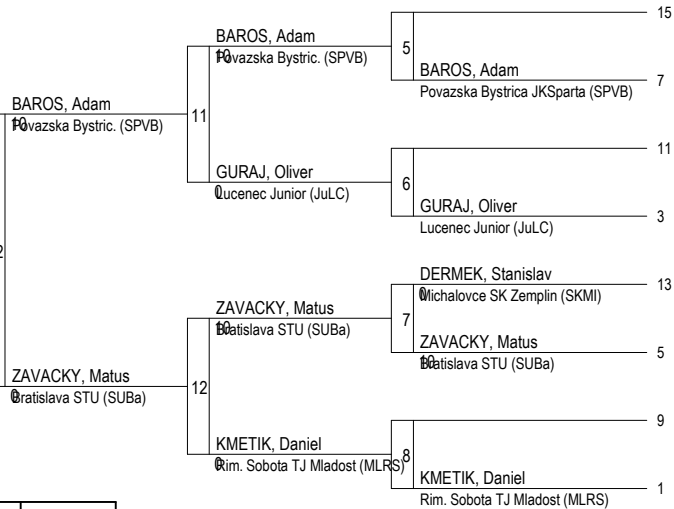 15
BAROS, Adam
10
Povazska Bystric. (SPVB)
5
BAROS, Adam
7
Povazska Bystrica JKSparta (SPVB)
BAROS, Adam
10
Povazska Bystric. (SPVB)
11
11
GURAJ, Oliver
0
Lucenec Junior (JuLC)
6
GURAJ, Oliver
3
Lucenec Junior (JuLC)
2
DERMEK, Stanislav
13
0
Michalovce SK Zemplin (SKMI)
ZAVACKY, Matus
10
Bratislava STU (SUBa)
7
ZAVACKY, Matus
5
10
Bratislava STU (SUBa)
ZAVACKY, Matus
0
Bratislava STU (SUBa)
12
9
KMETIK, Daniel
0
Rim. Sobota TJ Mladost (MLRS)
8
KMETIK, Daniel
1
Rim. Sobota TJ Mladost (MLRS)